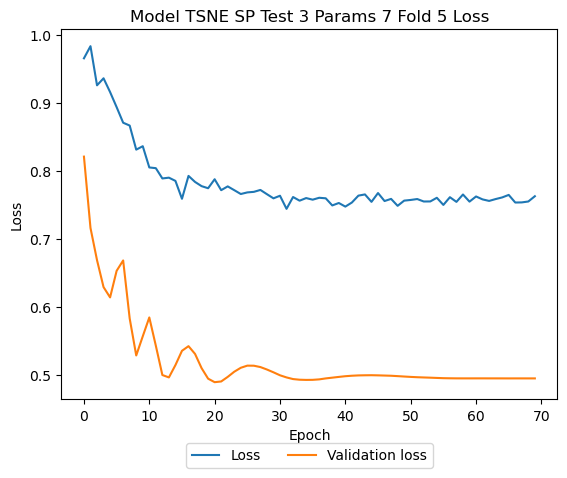 Model TSNE SP Test 3 Params 7 Fold 5 Loss
1.0
0.9
0.8
0.7
0.6
0.5
Loss
0 10 20 30 40 50 60 70
Epoch
Loss Validation loss